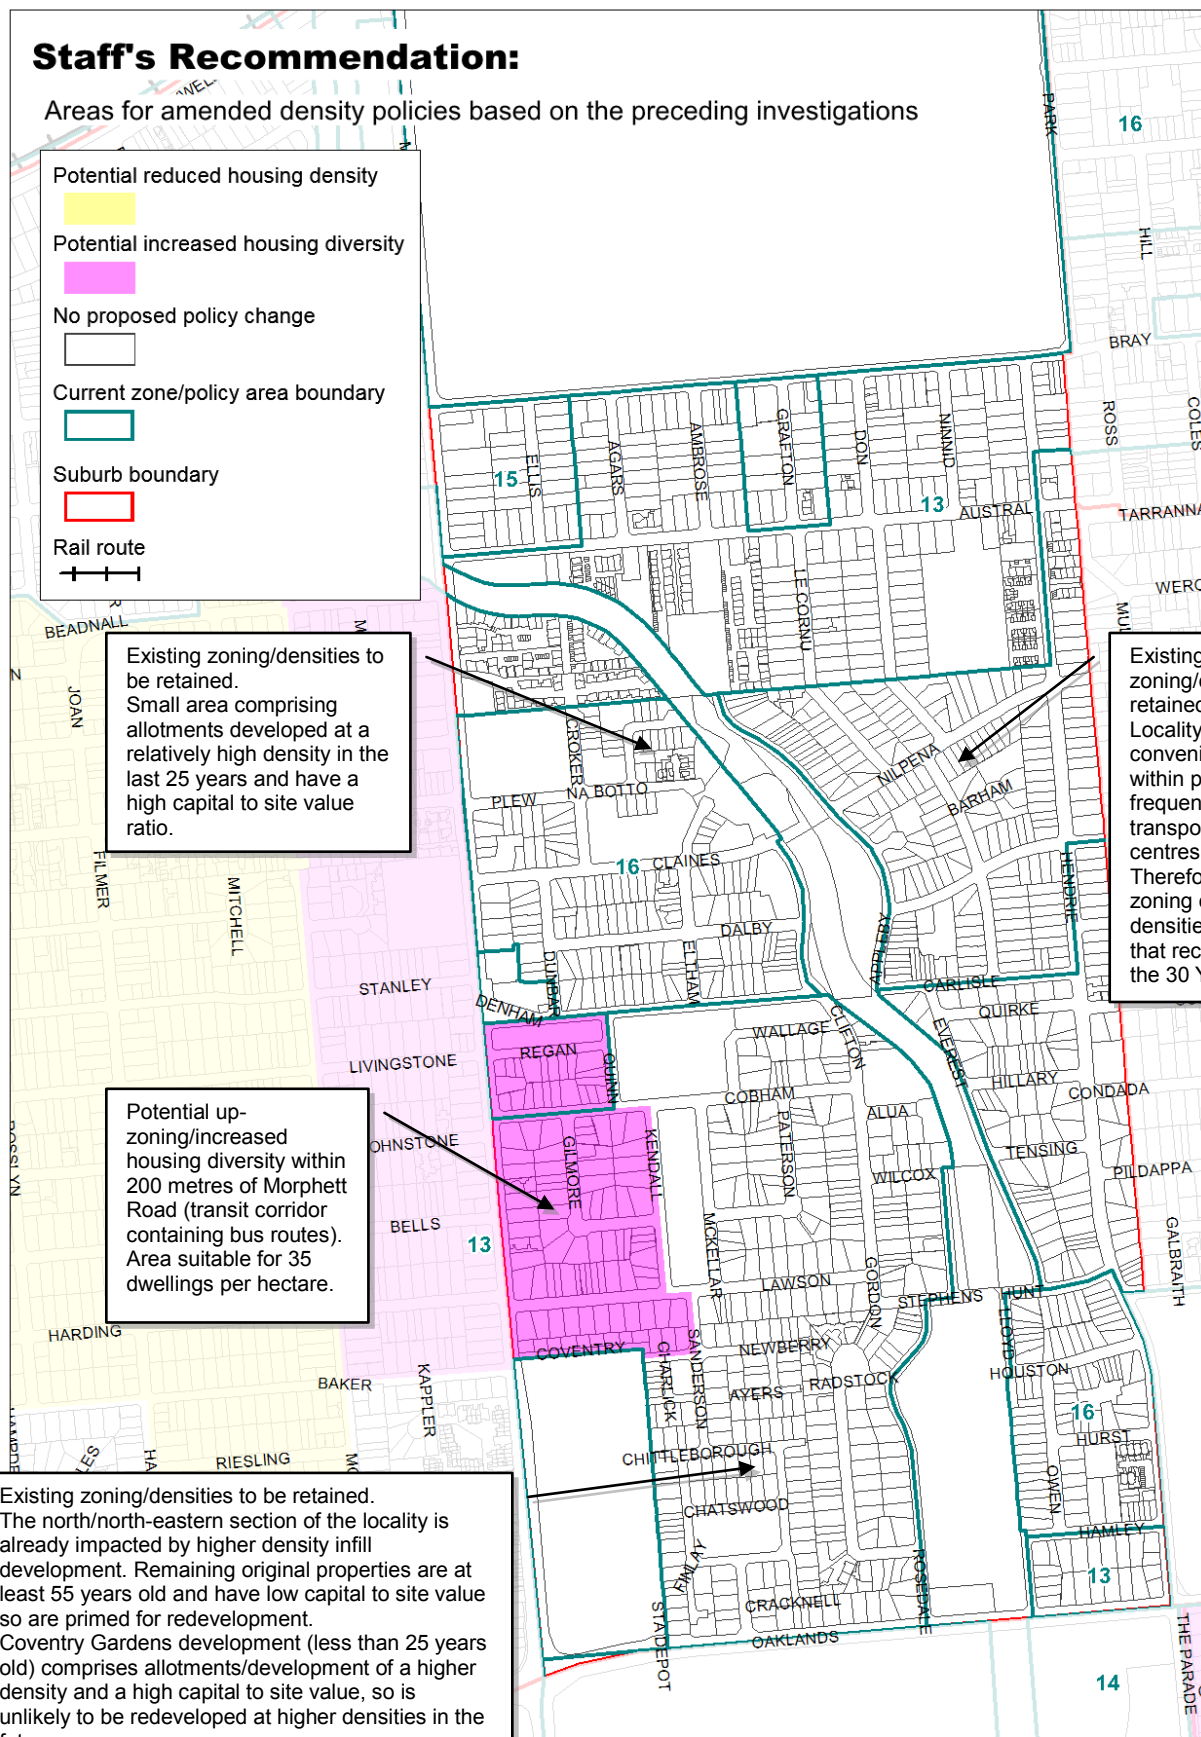 Staff's Recommendation:
Areas for amended density policies based on the preceding investigations
Potential reduced housing density
Potential increased housing diversity
No proposed policy change
Current zone/policy area boundary
Suburb boundary
Rail route
PARK
16
HILL
BRAY
ROSS
COLES
TARRANNA
ELLIS
15
AGARS
AMBROSE
GRAFTON
DON
NINNID
13
AUSTRAL
LECORNU
BEADNALL
JOAN
Existing zoning/densities to
be retained.
Small area comprising
allotments developed at a
relatively high density in the
last 25 years and have a
high capital to site value
ratio.
CROKER
NA BOTTO
PLEW
NILPENA
BARHAM
16
CLAINES
HENDRIE
FILMER
MITCHELL
DALBY
ELTHAM
DUNBAR
APPLEBY
STANLEY
DENHAM
CARLISLE
QUIRKE
CLIFTON
EVEREST
WALLAGE
REGAN
QUINN
LIVINGSTONE
COBHAM
HILLARY
CONDADA
ALUA
Potential up-
zoning/increased
housing diversity within
200 metres of Morphett
Road (transit corridor
containing bus routes).
Area suitable for 35
dwellings per hectare.
OHNSTONE
GILMORE
KENDALL
PATERSON
TENSING
WILCOX
PILDAPPA
BELLS
13
MCKELLAR
GALBRAITH
LAWSON
GORDON
STEPHENS
LLOYD
HARDING
COVENTRY
CHARLICK
SANDERSON
NEWBERRY
HOUSTON
BAKER
KAPPLER
AYERS
RADSTOCK
16
HURST
RIESLING
CHITTLEBOROUGH
OWEN
CHATSWOOD
HAMLEY
FINLAY
ROSEDALE
13
CRACKNELL
STADEPOT
OAKLANDS
THE PARADE
14
Existing zoning/densities to be retained.
The north/north-eastern section of the locality is
already impacted by higher density infill
development. Remaining original properties are at
least 55 years old and have low capital to site value
so are primed for redevelopment.
Coventry Gardens development (less than 25 years
old) comprises allotments/development of a higher
density and a high capital to site value, so is
unlikely to be redeveloped at higher densities in the
Existing
retained
Locality
within
the 30